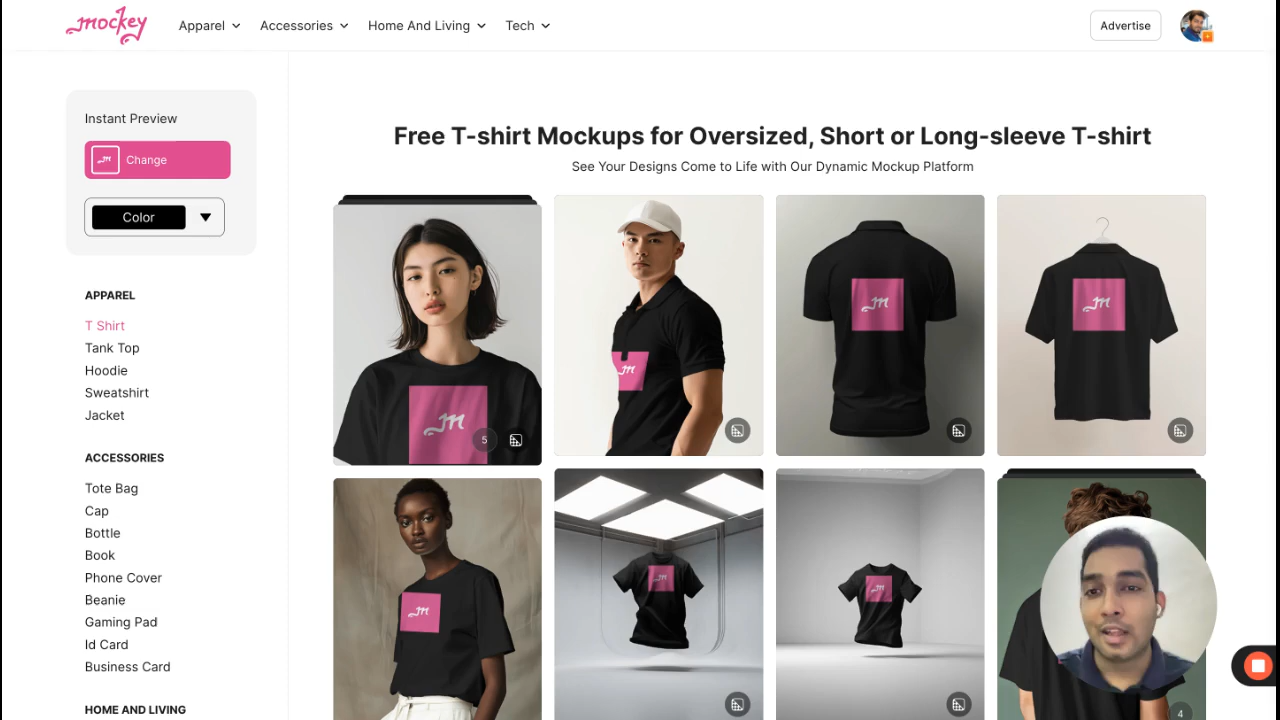 mockey
Apparel
Accessories
Home And Living
Tech
Advertise
Instant Preview
m
Change
Color
APPAREL
T Shirt
Tank Top
Hoodie
Sweatshirt
Jacket
ACCESSORIES
Tote Bag
Cap
Bottle
Book
Phone Cover
Beanie
Gaming Pad
Id Card
Business Card
HOME AND LIVING
Free T-shirt Mockups for Oversized, Short or Long-sleeve T-shirt
See Your Designs Come to Life with Our Dynamic Mockup Platform
m
5
m
m
m
m
m
m
4